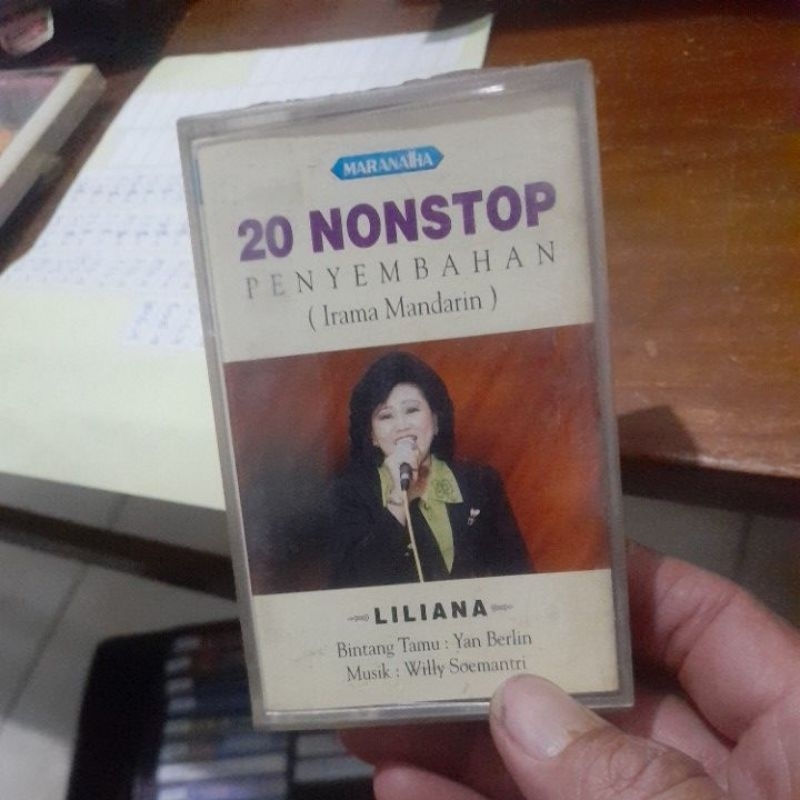 MARANATHA
20 NONSTOP
PENYEMBAHAN
( Irama Mandarin )
LILIANA
Bintang Tamu : Yan Berlin
Musik : Willy Soemantri